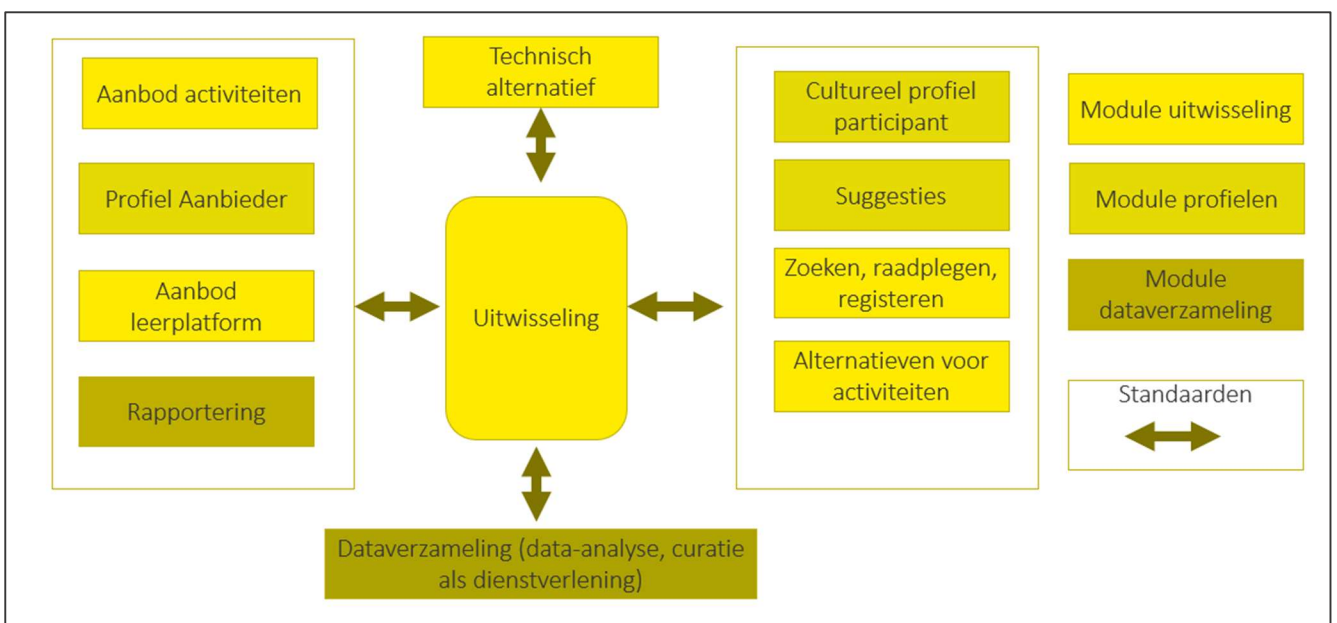 Aanbod activiteiten
Profiel Aanbieder
Aanbod
leerplatform
Rapportering
Technisch
alternatief
Uitwisseling
Dataverzameling (data-analyse, curatie
als dienstverlening)
Cultureel profiel
participant
Suggesties
Zoeken, raadplegen,
registeren
Alternatieven voor
activiteiten
Module uitwisseling
Module profielen
Module
dataverzameling
Standaarden